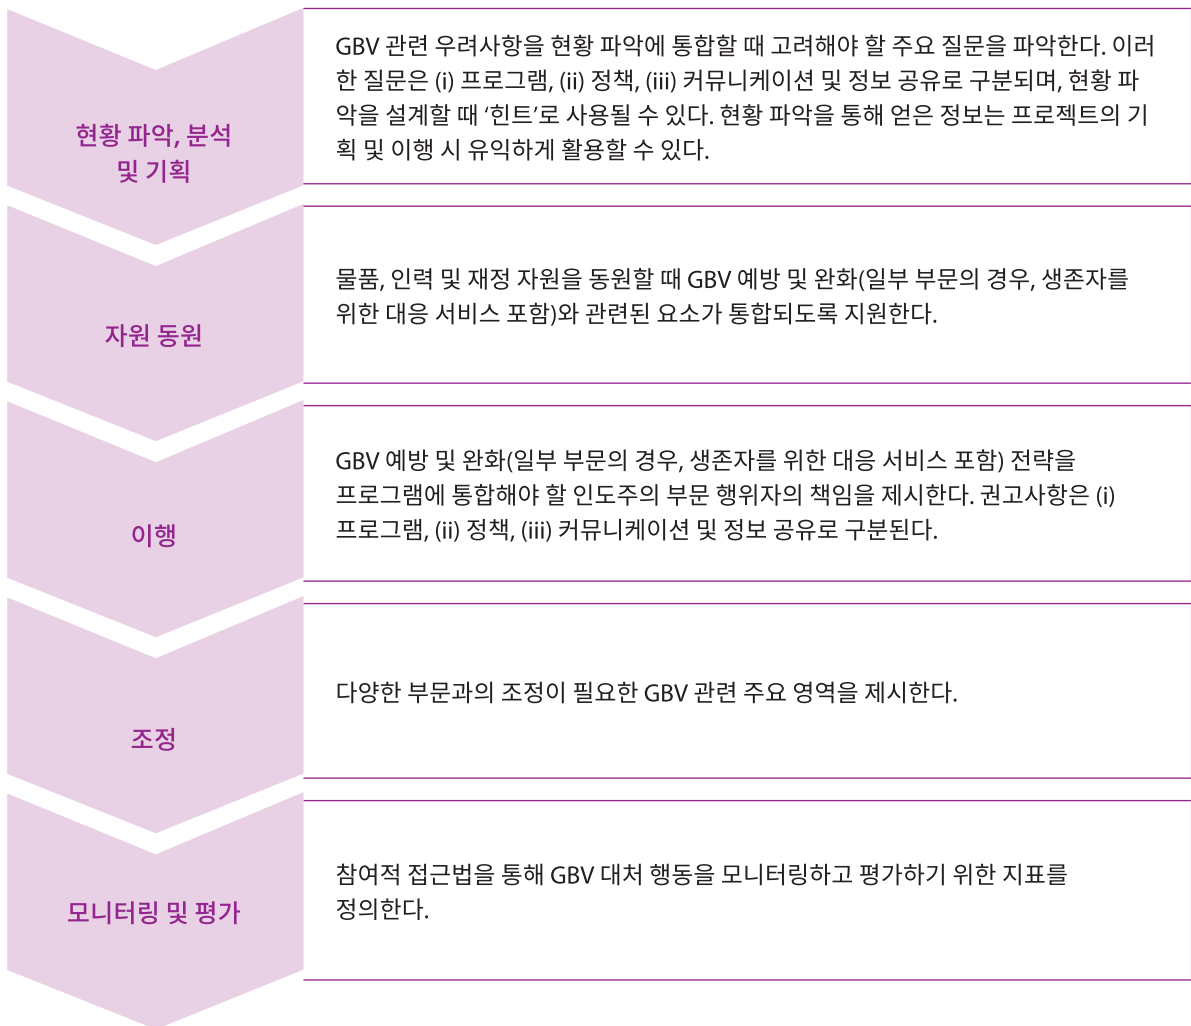 현황 파악, 분석
및 기획
GBV 관련 우려사항을 현황 파악에 통합할 때 고려해야 할 주요 질문을 파악한다. 이러
한 질문은 (i) 프로그램, (ii) 정책, (iii) 커뮤니케이션 및 정보 공유로 구분되며, 현황 파
악을 설계할 때 ‘힌트’로 사용될 수 있다. 현황 파악을 통해 얻은 정보는 프로젝트의 기
획 및 이행 시 유익하게 활용할 수 있다.
자원 동원
물품, 인력 및 재정 자원을 동원할 때 GBV 예방 및 완화(일부 부문의 경우, 생존자를
위한 대응 서비스 포함)와 관련된 요소가 통합되도록 지원한다.
이행
GBV 예방 및 완화(일부 부문의 경우, 생존자를 위한 대응 서비스 포함) 전략을
프로그램에 통합해야 할 인도주의 부문 행위자의 책임을 제시한다. 권고사항은 (i)
프로그램, (ii) 정책, (iii) 커뮤니케이션 및 정보 공유로 구분된다.
조정
다양한 부문과의 조정이 필요한 GBV 관련 주요 영역을 제시한다.
모니터링 및 평가
참여적 접근법을 통해 GBV 대처 행동을 모니터링하고 평가하기 위한 지표를
정의한다.